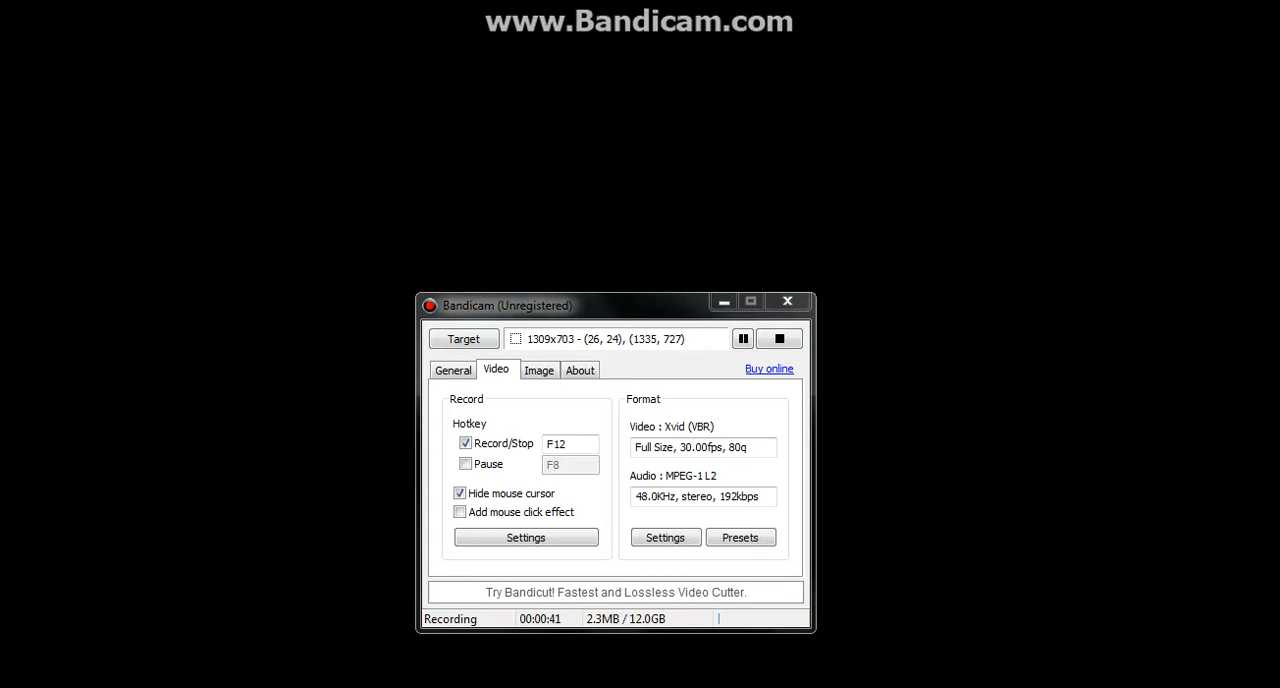 www.Bandicam.com
Bandicam (Unregistered)
Target
1309x703 - (26, 24), (1335, 727)
General
Video
Image
About
Buy online
Record
Hotkey
Record/Stop
F12
Pause
F8
Hide mouse cursor
Add mouse click effect
Settings
Format
Video : Xvid (VBR)
Full Size, 30.00fps, 80q
Audio : MPEG-1 L2
48.0KHz, stereo, 192kbps
Settings
Presets
Try Bandicut! Fastest and Lossless Video Cutter.
Recording
00:00:41
2.3MB / 12.0GB